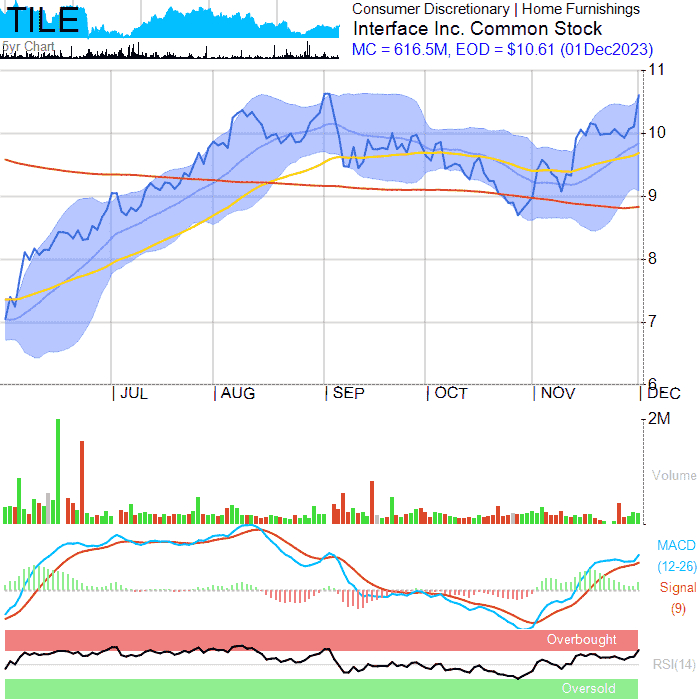 TILE
5yr Chart
Consumer Discretionary | Home Furnishings
Interface Inc. Common Stock
MC = 616.5M, EOD = $10.61 (01Dec2023)
11
10
9
8
7
6
JUL AUG SEP OCT NOV DEC
2M
Volume
MACD
(12-26)
Signal
(9)
Overbought
RSI(14)
Oversold